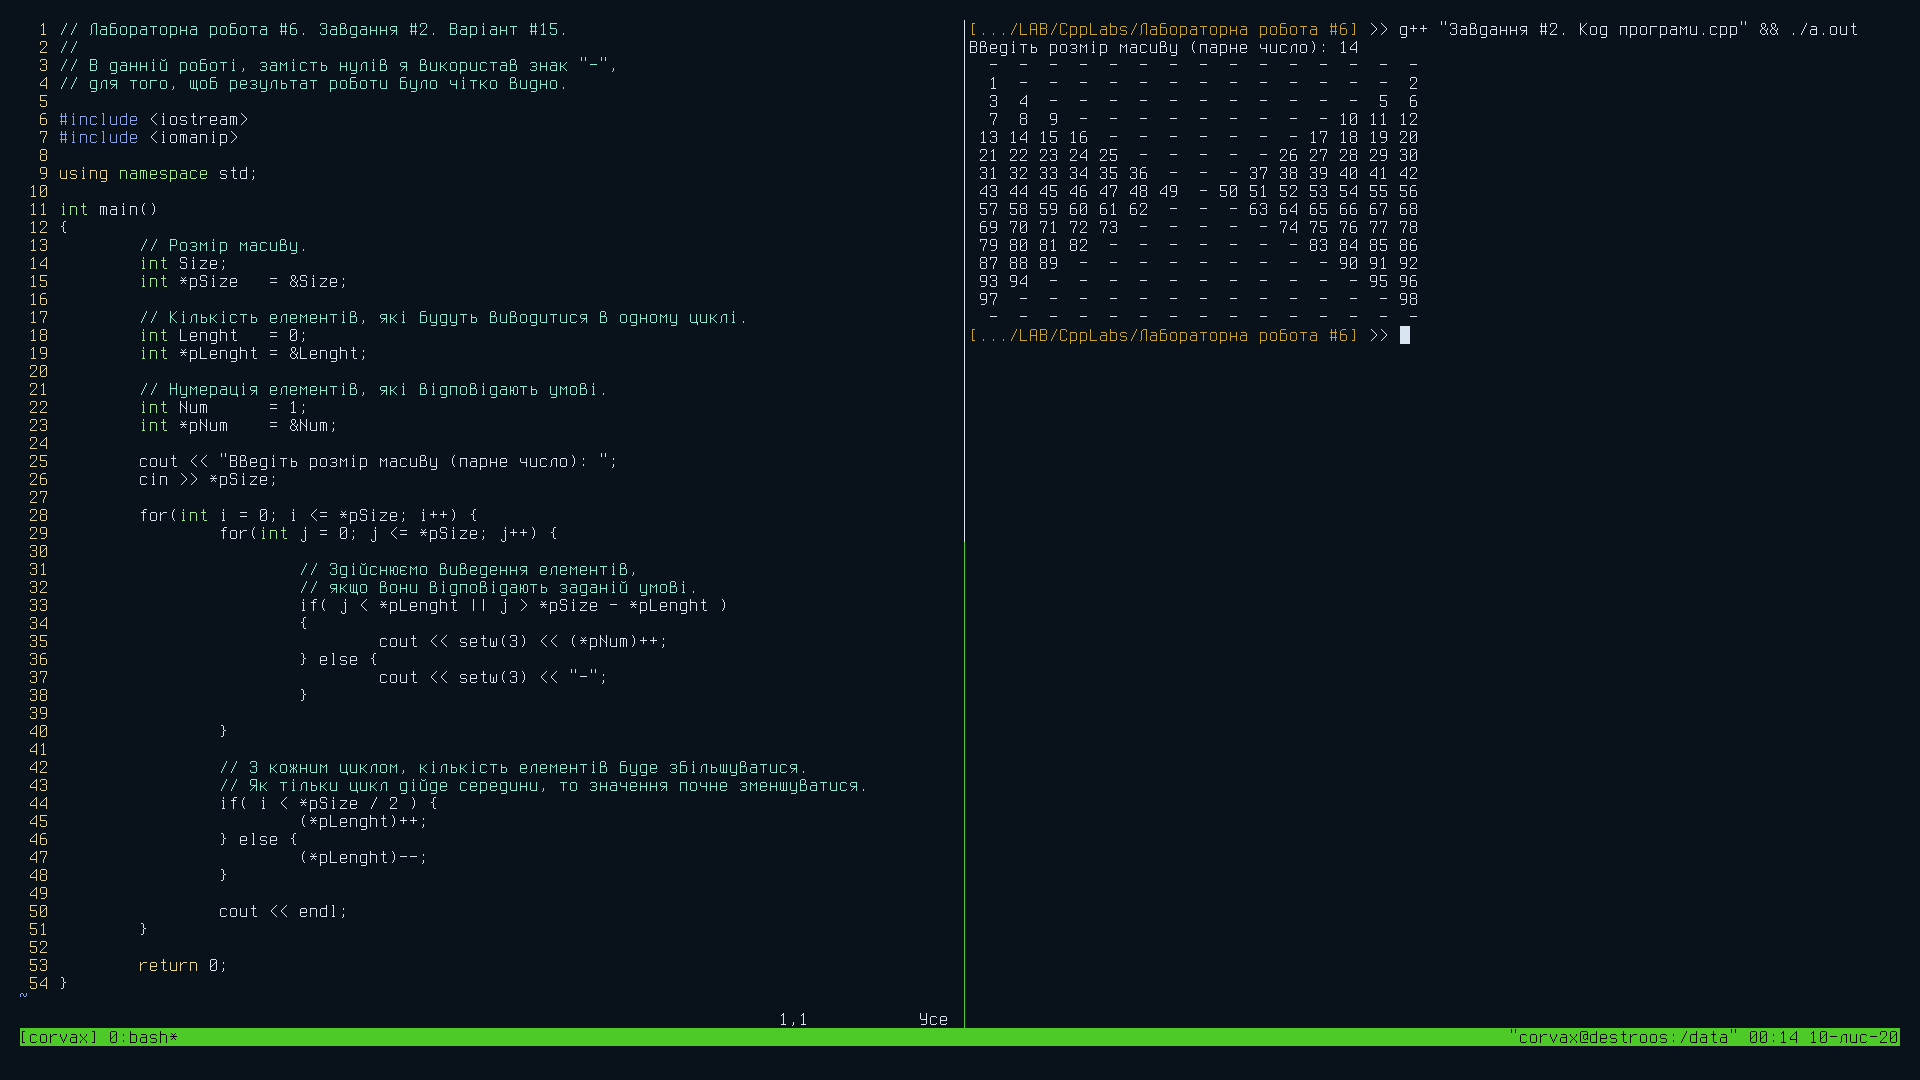 1 // Лабораторна робота #6. Завдання #2. Варіант #15.
2 //
3 // В данній роботі, замість нулів я використав знак "-",
4 // для того, щоб результат роботи було чітко видно.
5
6 #include <iostream>
7 #include <iomanip>
8
9 using namespace std;
10
11 int main()
12 {
13         // Розмір масиву.
14         int Size;
15         int *pSize   = &Size;
16
17         // Кількість елементів, які будуть виводитися в одному циклі.
18         int Lenght   = 0;
19         int *pLenght = &Lenght;
20
21         // Нумерація елементів, які відповідають умові.
22         int Num      = 1;
23         int *pNum    = &Num;
24
25         cout << "Введіть розмір масиву (парне число): ";
26         cin >> *pSize;
27
28         for(int i = 0; i <= *pSize; i++) {
29                 for(int j = 0; j <= *pSize; j++) {
30
31                         // Здійснюємо виведення елементів,
32                         // якщо вони відповідають заданій умові.
33                         if( j < *pLenght || j > *pSize - *pLenght )
34                         {
35                                 cout << setw(3) << (*pNum)++;
36                         } else {
37                                 cout << setw(3) << "-";
38                         }
39
40                 }
41
42                 // З кожним циклом, кількість елементів буде збільшуватися.
43                 // Як тільки цикл дійде середини, то значення почне зменшуватися.
44                 if( i < *pSize / 2 ) {
45                         (*pLenght)++;
46                 } else {
47                         (*pLenght)--;
48                 }
49
50                 cout << endl;
51         }
52
53         return 0;
54 }
~
1,1           Усе
[.../LAB/CppLabs/Лабораторна робота #6] >> g++ "Завдання #2. Код програми.cpp" && ./a.out
Введіть розмір масиву (парне число): 14
  -  -  -  -  -  -  -  -  -  -  -  -  -  -  -
  1  -  -  -  -  -  -  -  -  -  -  -  -  -  2
  3  4  -  -  -  -  -  -  -  -  -  -  -  5  6
  7  8  9  -  -  -  -  -  -  -  -  - 10 11 12
 13 14 15 16  -  -  -  -  -  -  - 17 18 19 20
 21 22 23 24 25  -  -  -  -  - 26 27 28 29 30
 31 32 33 34 35 36  -  -  - 37 38 39 40 41 42
 43 44 45 46 47 48 49  - 50 51 52 53 54 55 56
 57 58 59 60 61 62  -  -  - 63 64 65 66 67 68
 69 70 71 72 73  -  -  -  -  - 74 75 76 77 78
 79 80 81 82  -  -  -  -  -  -  - 83 84 85 86
 87 88 89  -  -  -  -  -  -  -  -  - 90 91 92
 93 94  -  -  -  -  -  -  -  -  -  -  - 95 96
 97  -  -  -  -  -  -  -  -  -  -  -  -  - 98
  -  -  -  -  -  -  -  -  -  -  -  -  -  -  -
[.../LAB/CppLabs/Лабораторна робота #6] >>
[corvax] 0:bash* "corvax@destroos:/data" 00:14 10-лис-20